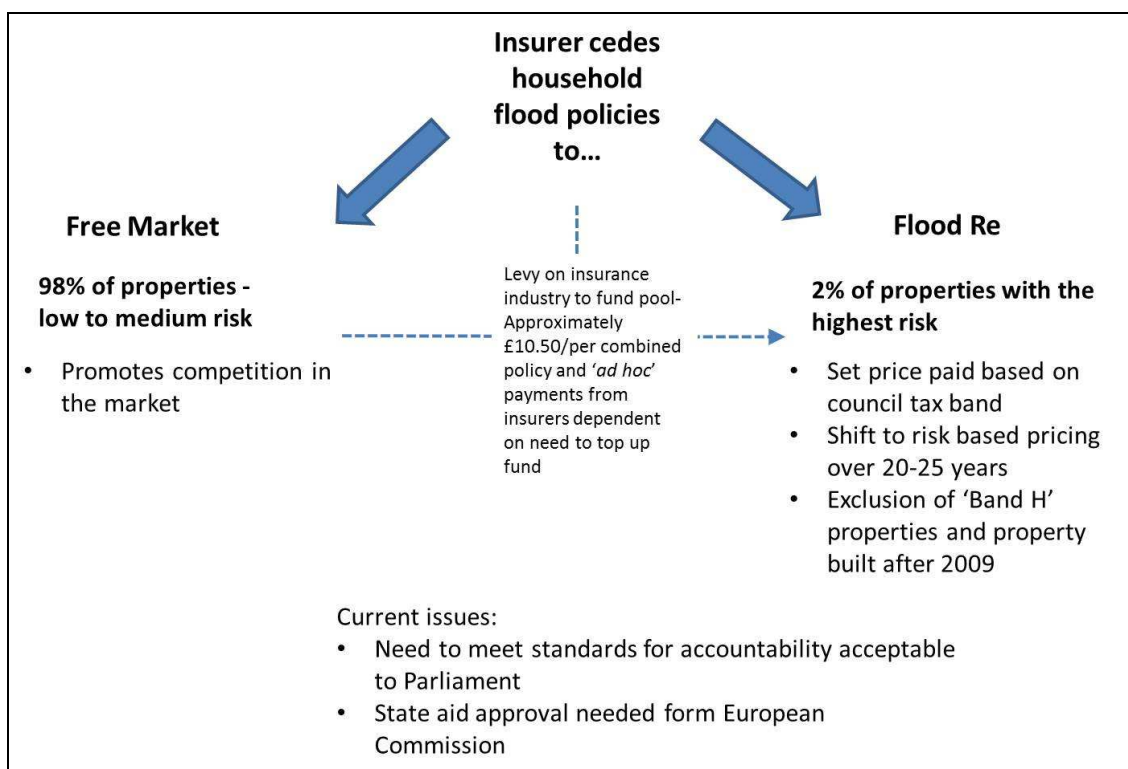 Insurer cedes
household
flood policies
to...
Free Market
98% of properties -
low to medium risk
• Promotes competition in
the market
Levy on insurance
industry to fund pool-
Approximately
£10.50/per combined
policy and ‘ad hoc’
payments from
insurers dependent
on need to top up
fund
Flood Re
2% of properties with the
highest risk
• Set price paid based on
council tax band
• Shift to risk based pricing
over 20-25 years
• Exclusion of ‘Band H’
properties and property
built after 2009
Current issues:
• Need to meet standards for accountability acceptable
to Parliament
• State aid approval needed form European
Commission